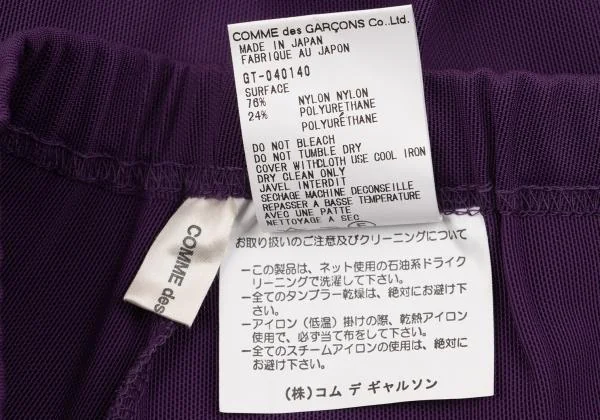 COMME des GARÇONS Co.,Ltd.
MADE IN JAPAN
FABRIQUE AU JAPON
GT-040140
SURFACE
76% NYLON NYLON
24% POLYURETHANE
POLYURÉTHANE
DO NOT BLEACH
DO NOT TUMBLE DRY
COVER WITHCLOTH USE COOL IRON
DRY CLEAN ONLY
JAVEL INTERDIT
SECHAGE MACHINE DECONSEILLE
REPASSER A BASSE TEMPERATURE
AVEC UNE PATTE
NETTOYAGE A SEC
COMME des
お取り扱いのご注意及びクリーニングについて
ーこの製品は、ネット使用の石油系ドライク
リーニングで洗濯して下さい。
ー全てのタンブラー乾燥は、絶対にお避け下
さい。
ーアイロン（低温）掛けの際、乾熱アイロン
使用で、必ず当て布をして下さい。
ー全てのスチームアイロンの使用は、絶対に
お避け下さい。
（株）コム デ ギャルソン